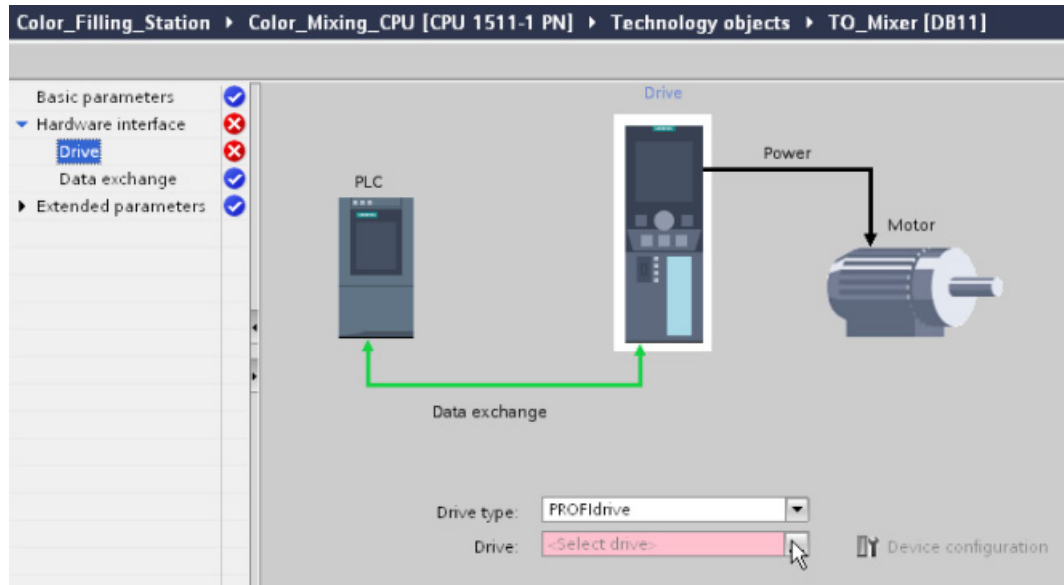 Color_Filling_Station ▸ Color_Mixing_CPU [CPU 1511-1 PN] ▸ Technology objects ▸ TO_Mixer [DB11]
Basic parameters
Hardware interface
Drive
Data exchange
Extended parameters
Drive
Power
PLC
Motor
Data exchange
Drive type: PROFIdrive
Drive: <Select drive>
Device configuration